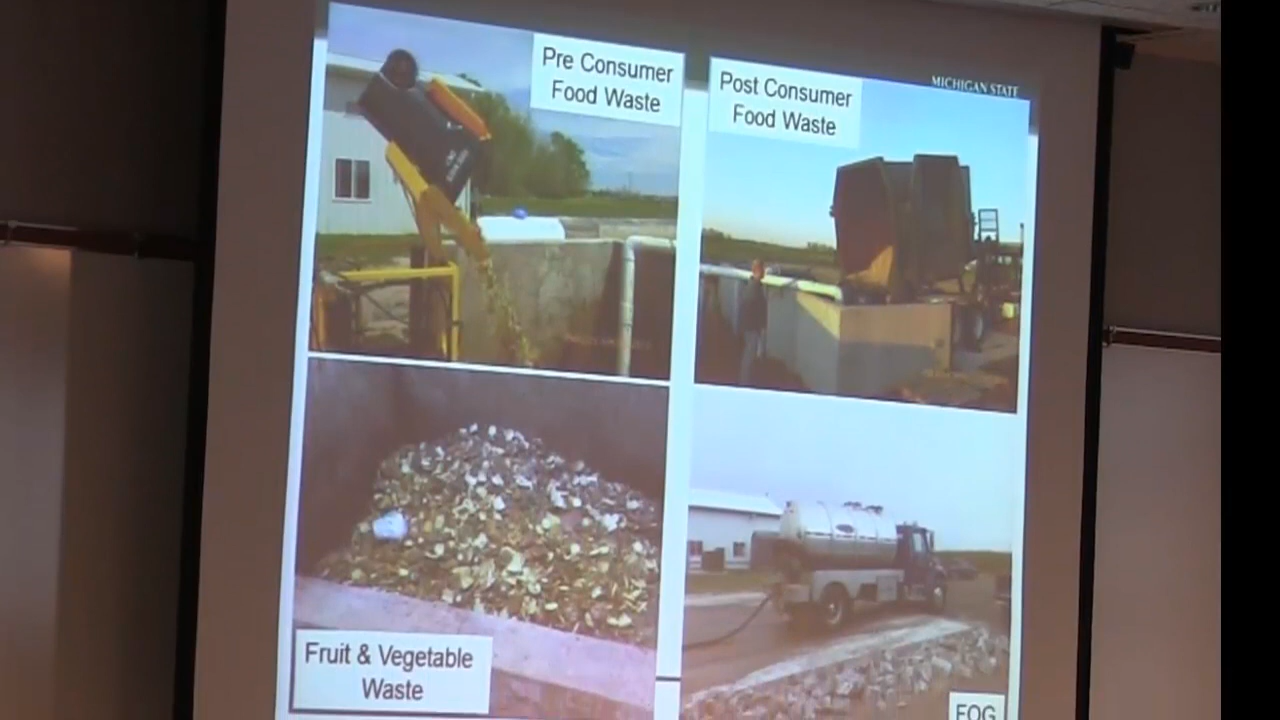 Pre Consumer
Food Waste
Post Consumer
Food Waste
MICHIGAN STATE
Fruit & Vegetable
Waste
FOG